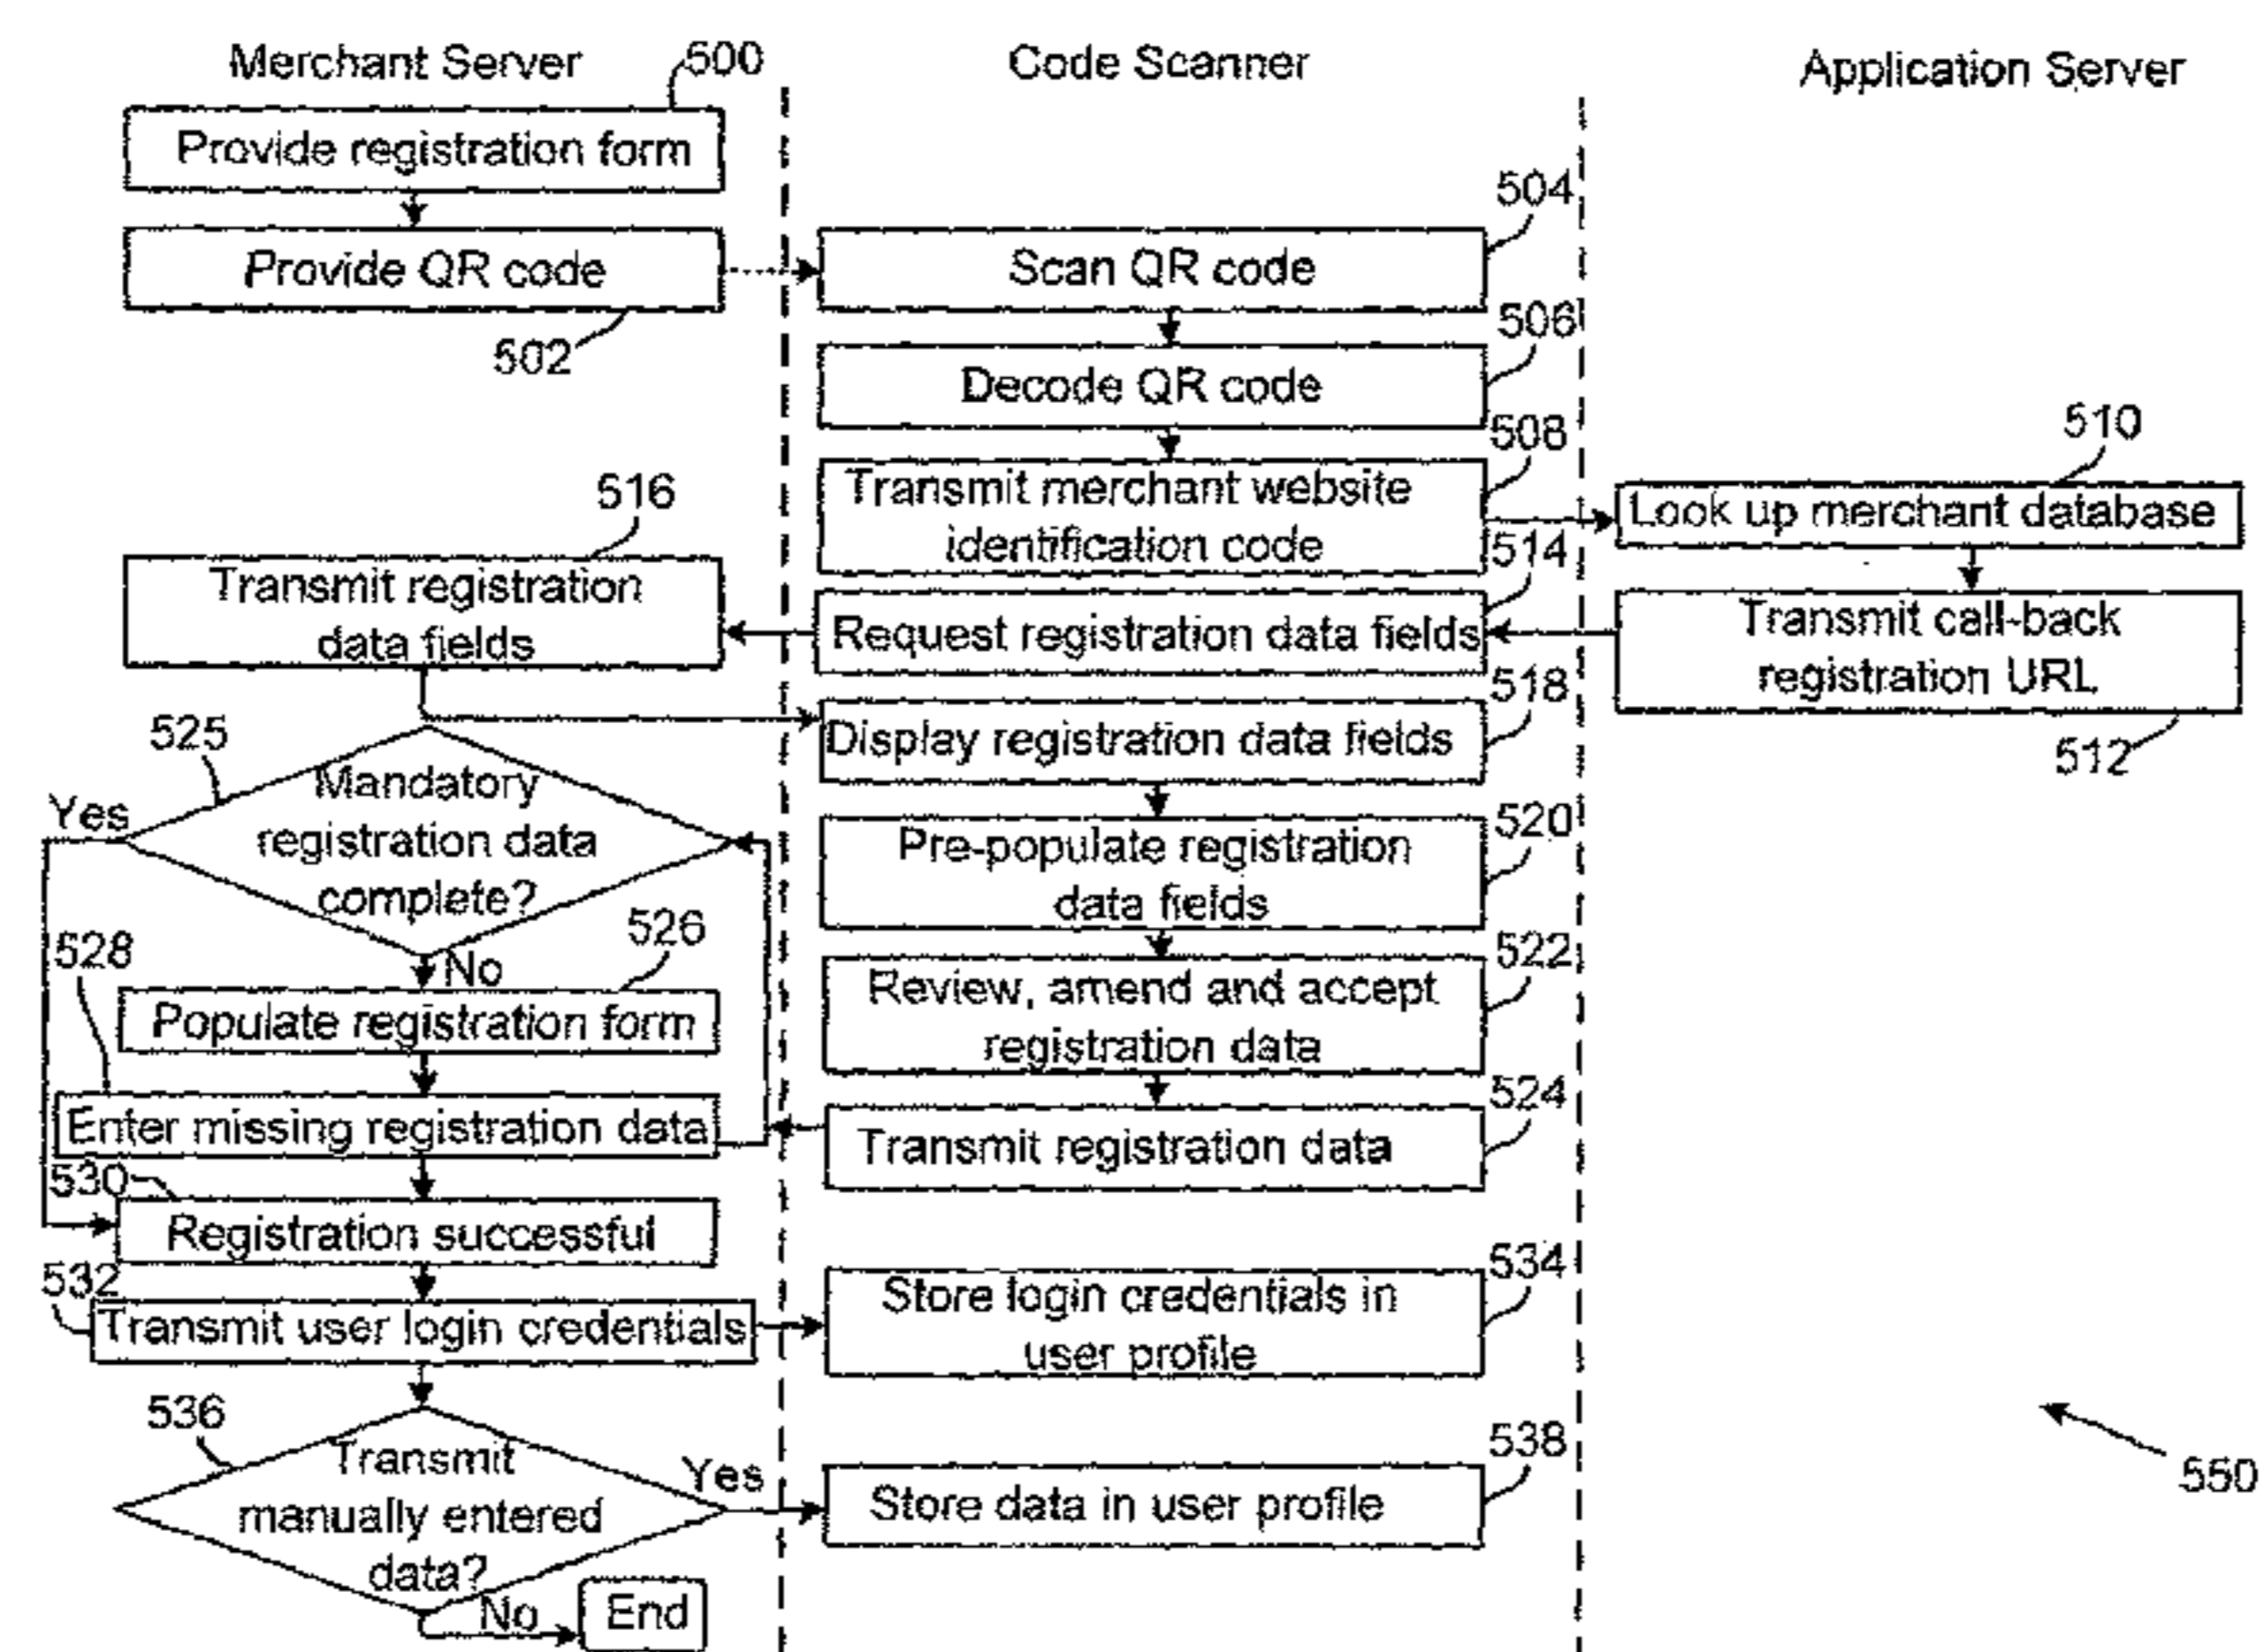 Merchant Server
500
Code Scanner
Application Server
Provide registration form
504
Provide QR code
Scan QR code
502
506
Decode QR code
508
510
516
Transmit merchant website
identification code
Look up merchant database
514
Transmit registration
data fields
Request registration data fields
Transmit call-back
registration URL
518
525
Display registration data fields
512
Mandatory
registration data
complete?
Yes
520
Pre-populate registration
data fields
528
No
526
522
Populate registration form
Review, amend and accept
registration data
524
Enter missing registration data
Transmit registration data
530
Registration successful
534
532
Store login credentials in
user profile
Transmit user login credentials
536
538
Transmit
manually entered
data?
Yes
Store data in user profile
550
No
End